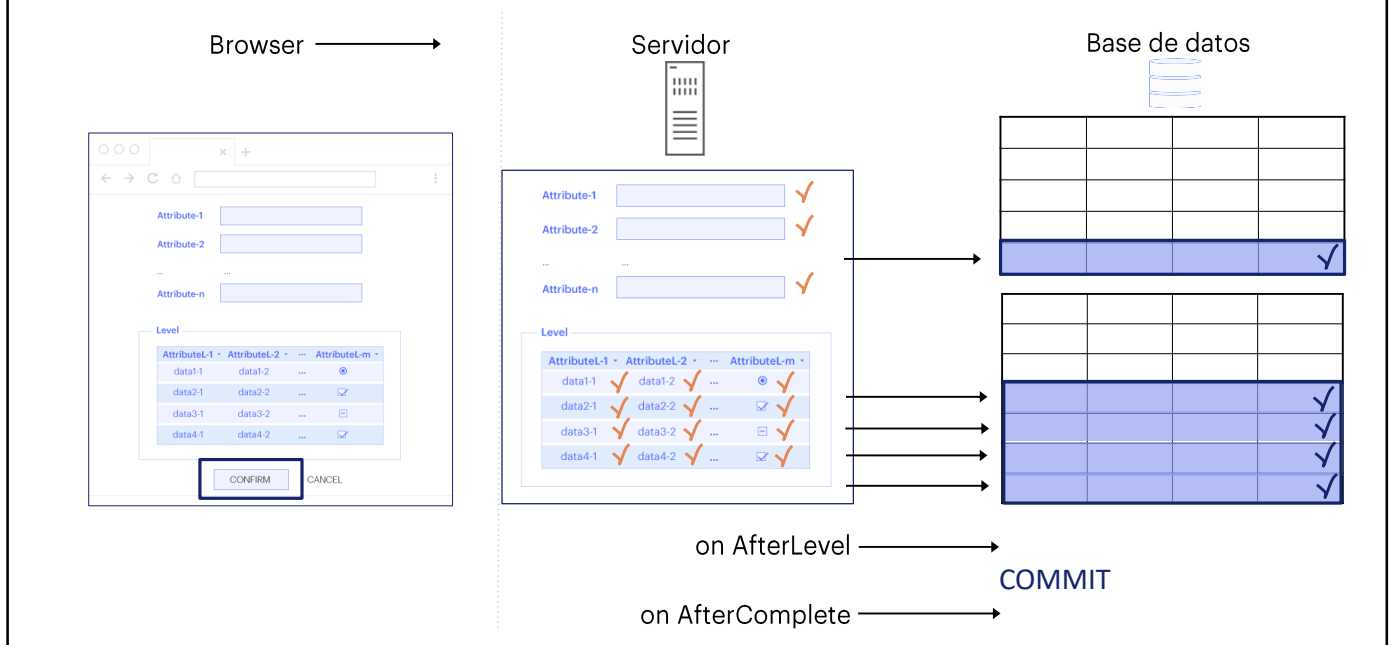 Browser
Servidor
Base de datos
Attribute-1
Attribute-2
... ...
Attribute-n
Level
AttributeL-1 AttributeL-2 ... AttributeL-m
data1-1 data1-2 ...
data2-1 data2-2 ...
data3-1 data3-2 ...
data4-1 data4-2 ...
CONFIRM CANCEL
Attribute-1
Attribute-2
... ...
Attribute-n
Level
AttributeL-1 AttributeL-2 ... AttributeL-m
data1-1 data1-2 ...
data2-1 data2-2 ...
data3-1 data3-2 ...
data4-1 data4-2 ...
on AfterLevel
COMMIT
on AfterComplete